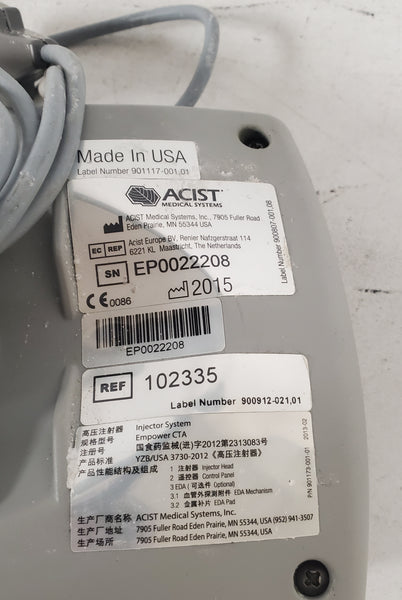 Made In USA
Label Number 901117-001,01
ACIST
MEDICAL SYSTEMS
ACIST Medical Systems, Inc., 7905 Fuller Road
Eden Prairie, MN 55344 USA
EC REP
Acist Europe BV, Renier Nafzgerstraat 114
6221 KL Maastricht, The Netherlands
SN EP0022208
CE 0086 2015
Label Number 900807-001,08
EP0022208
REF 102335
Label Number 900912-021,01
高压注射器 Injector System
规格型号 Empower CTA
注册号 国食药监械(进)字2012第2313083号
产品标准 YZB/USA 3730-2012《高压注射器》
产品性能结构及组成 1 注射器 Injector Head
2 遥控器 Control Panel
3 EDA (可选件 Optional)
3.1 血管外探测附件 EDA Mechanism
3.2 金属补片 EDA Pad
生产厂商名称 ACIST Medical Systems, Inc.
生产厂地址 7905 Fuller Road Eden Prairie, MN 55344, USA (952) 941-3507
生产场所 7905 Fuller Road Eden Prairie, MN 55344, USA
P/N 901173-001-01 2013-02